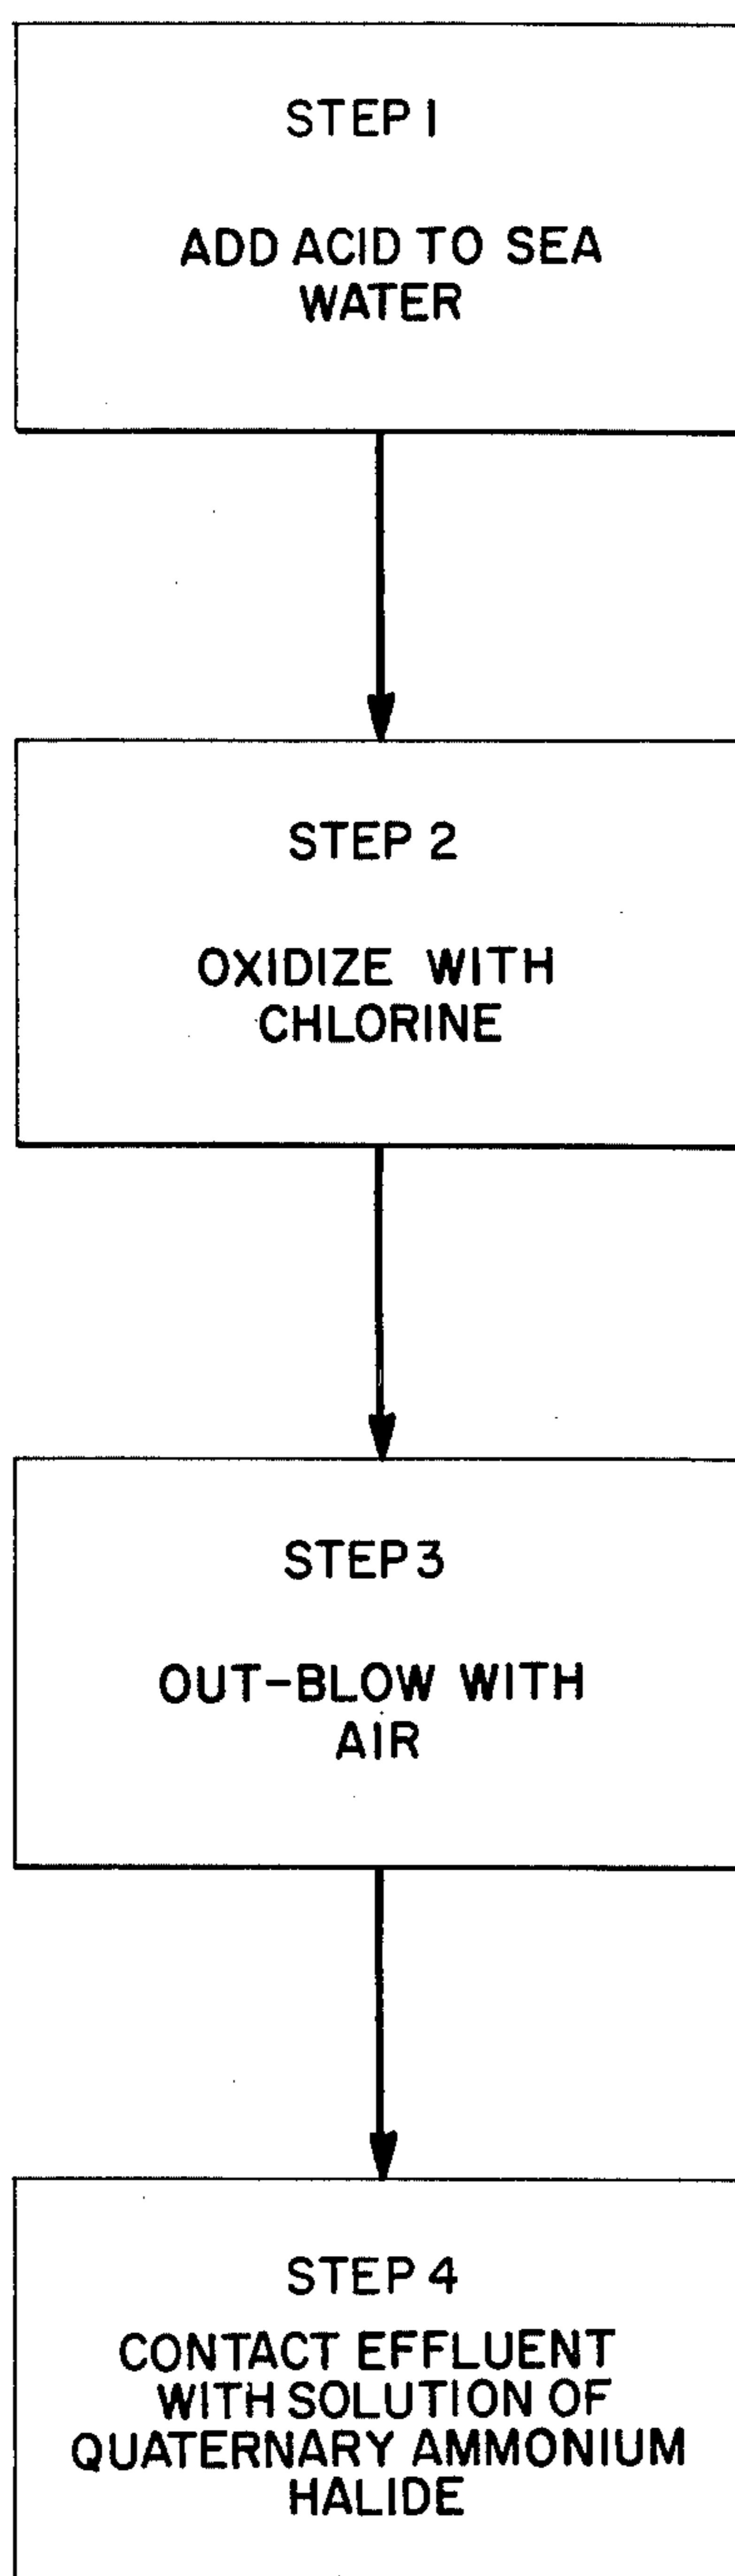 STEP 1
ADD ACID TO SEA
WATER
STEP 2
OXIDIZE WITH
CHLORINE
STEP 3
OUT-BLOW WITH
AIR
STEP 4
CONTACT EFFLUENT
WITH SOLUTION OF
QUATERNARY AMMONIUM
HALIDE